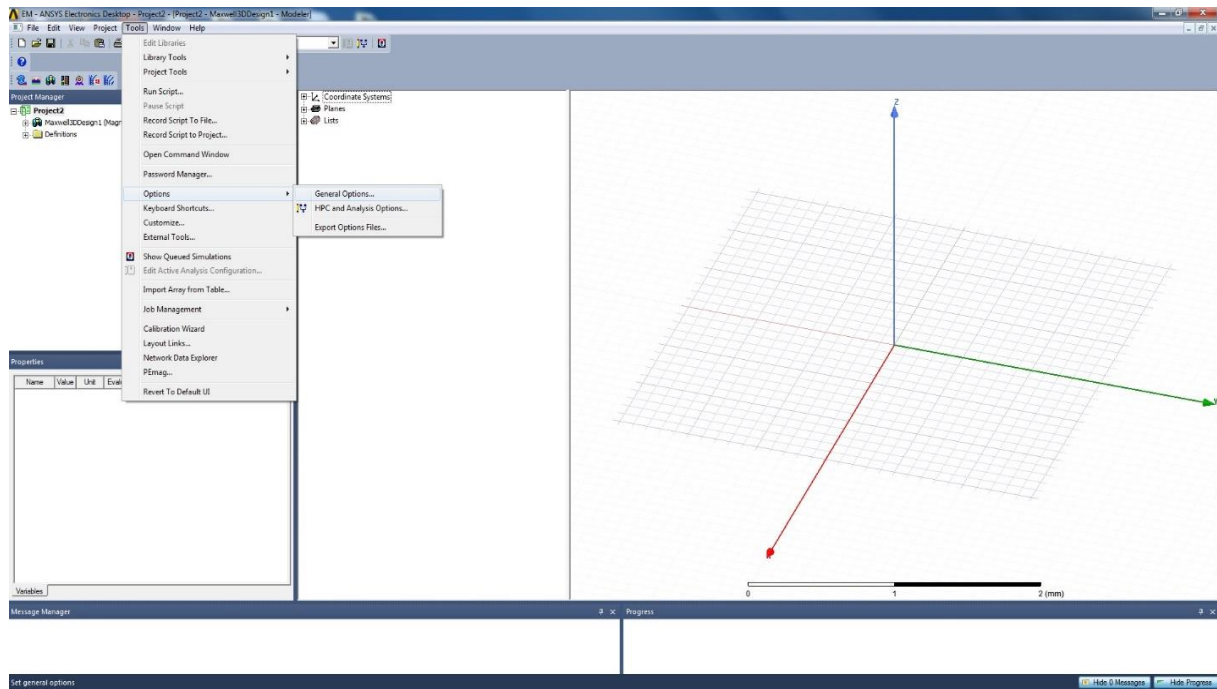 EM - ANSYS Electronics Desktop - Project2 - [Project2 - Maxwell3DDesign1 - Modeler]
File Edit View Project Tools Window Help
Edit Libraries
Library Tools
Project Tools
Run Script...
Pause Script
Record Script To File...
Record Script to Project...
Open Command Window
Password Manager...
Options
Keyboard Shortcuts...
Customize...
External Tools...
Show Queued Simulations
Edit Active Analysis Configuration...
Import Array from Table...
Job Management
Calibration Wizard
Layout Links...
Network Data Explorer
PEmag...
Revert To Default UI
General Options...
HPC and Analysis Options...
Export Options Files...
Project Manager
Project2
Maxwell3DDesign1 (Magn
Definitions
Coordinate Systems
Planes
Lists
Z
Properties
Name Value Unit Eval
Variables
0 1 2 (mm)
Message Manager
Progress
Set general options
Hide 0 Messages
Hide Progress